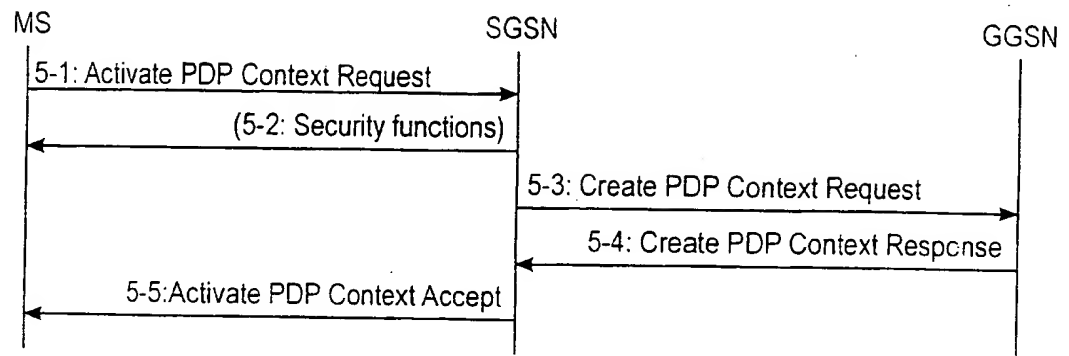 MS
SGSN
GGSN
5-1: Activate PDP Context Request
(5-2: Security functions)
5-3: Create PDP Context Request
5-4: Create PDP Context Response
5-5:Activate PDP Context Accept